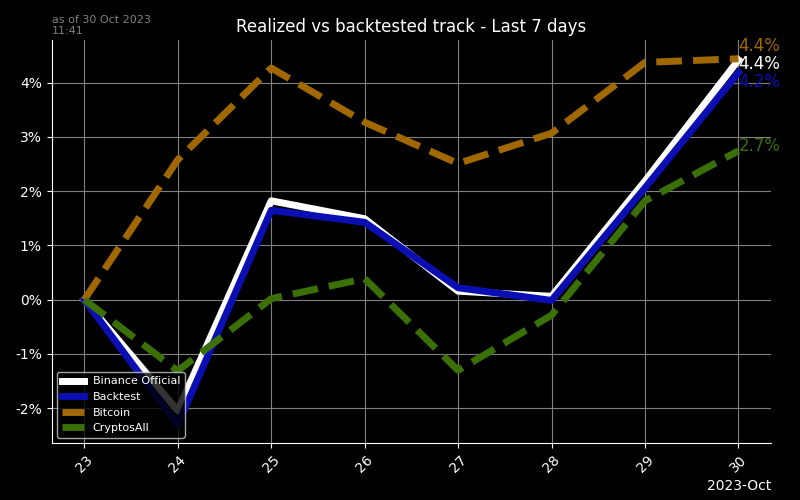 as of 30 Oct 2023
11:41
Realized vs backtested track - Last 7 days
4.4%
4.4%
4.2%
2.7%
4%
3%
2%
1%
0%
-1%
-2%
Binance Official
Backtest
Bitcoin
CryptosAll
23
24
25
26
27
28
29
30
2023-Oct